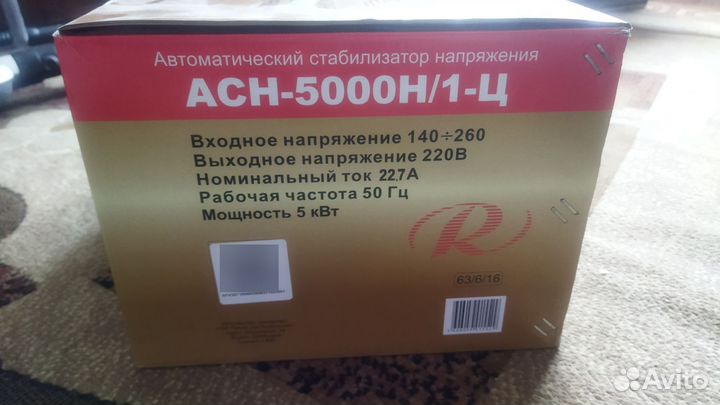 Автоматический стабилизатор напряжения
АСН-5000Н/1-Ц
Входное напряжение 140÷260
Выходное напряжение 220В
Номинальный ток 22,7А
Рабочая частота 50 Гц
Мощность 5 кВт
R
63/6/16
Avito